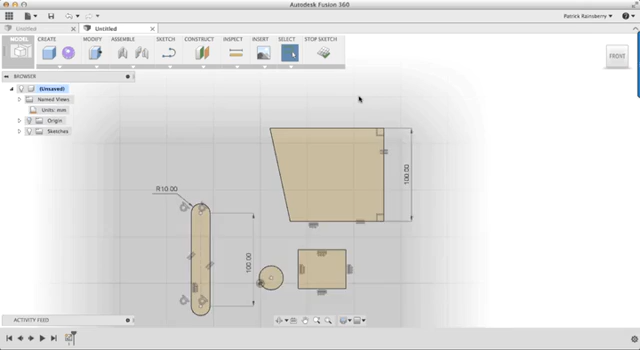 Autodesk Fusion 360
Patrick Rainsberry
Untitled
Untitled
MODEL
CREATE
MODIFY
ASSEMBLE
SKETCH
CONSTRUCT
INSPECT
INSERT
SELECT
STOP SKETCH
FRONT
BROWSER
(Unsaved)
Named Views
Units: mm
Origin
Sketches
R10.00
100.00
100.00
ACTIVITY FEED